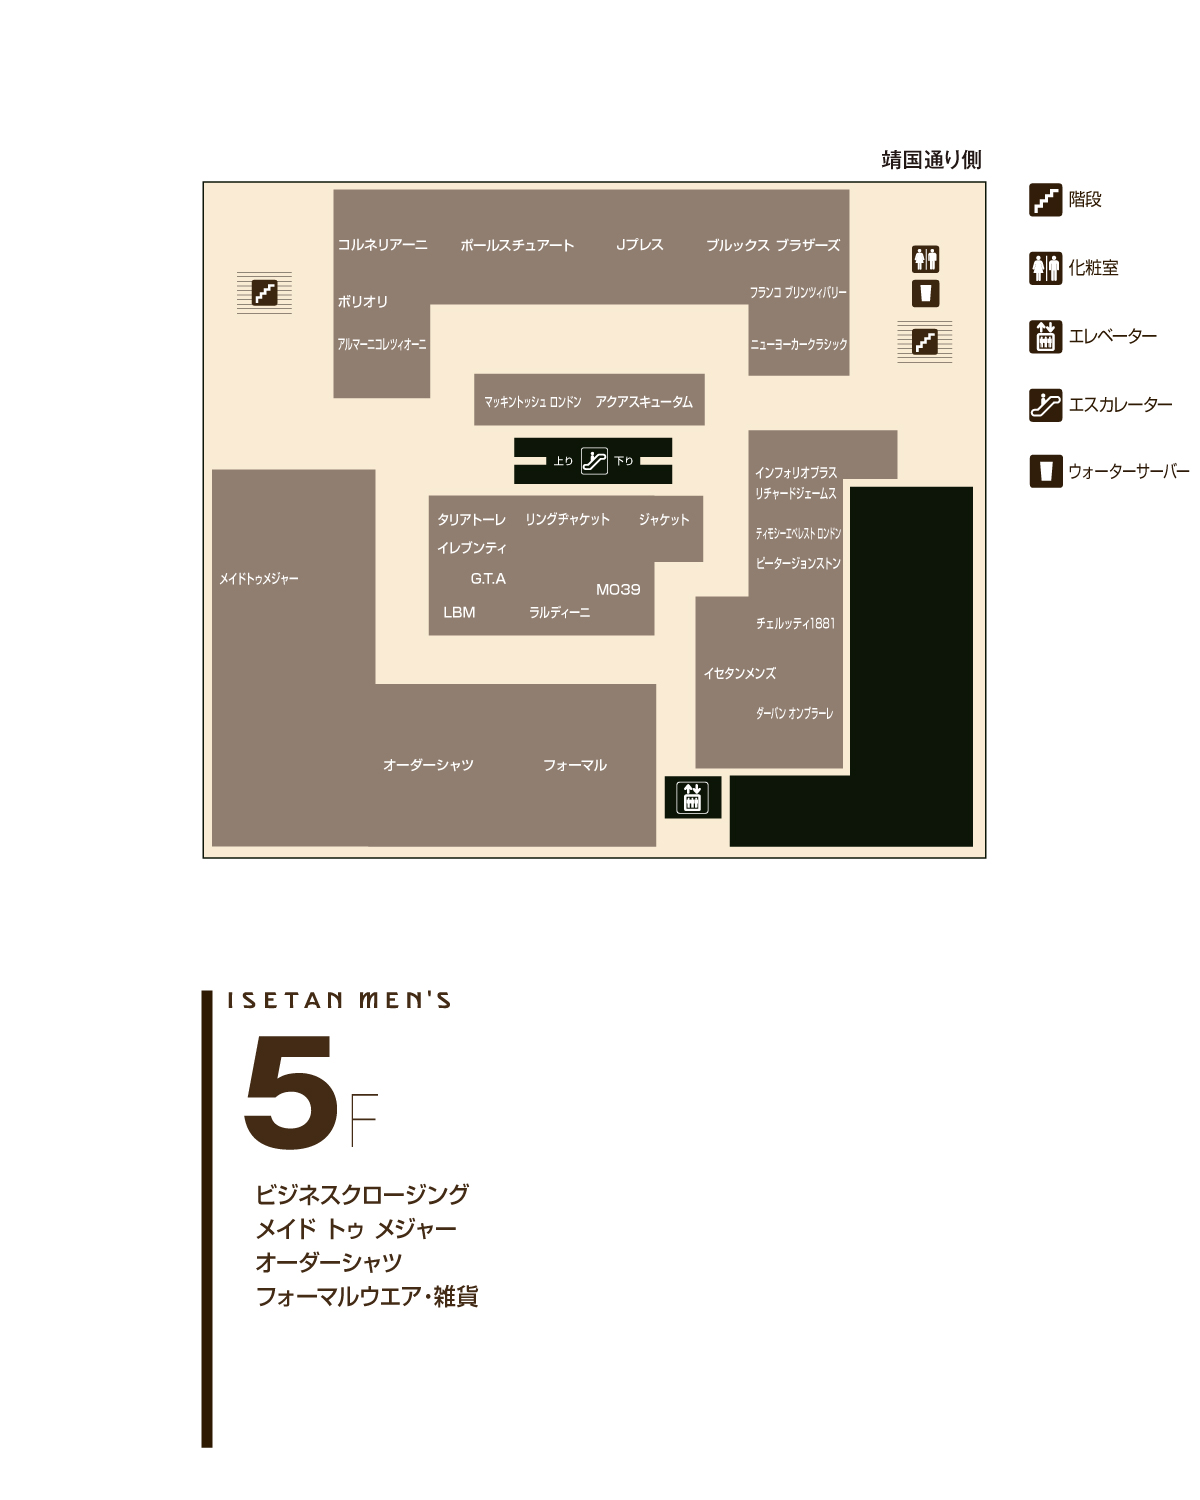 靖国通り側
階段
化粧室
エレベーター
エスカレーター
ウォーターサーバー
コルネリアーニ
ポールスチュアート
Jプレス
ブルックス ブラザーズ
ボリオリ
フランコ プリンツィバリー
アルマーニコレツィオーニ
ニューヨーカークラシック
マッキントッシュ ロンドン
アクアスキュータム
上り
下り
インフォリオプラス
リチャードジェームス
ティモシーエベレスト ロンドン
ピータージョンストン
タリアトーレ
リングヂャケット
ジャケット
イレブンティ
G.T.A
MO39
LBM
ラルディーニ
メイドトゥメジャー
チェルッティ1881
イセタンメンズ
ダーバン オンブラーレ
オーダーシャツ
フォーマル
ISETAN MEN'S
5F
ビジネスクロージング
メイド トゥ メジャー
オーダーシャツ
フォーマルウエア・雑貨